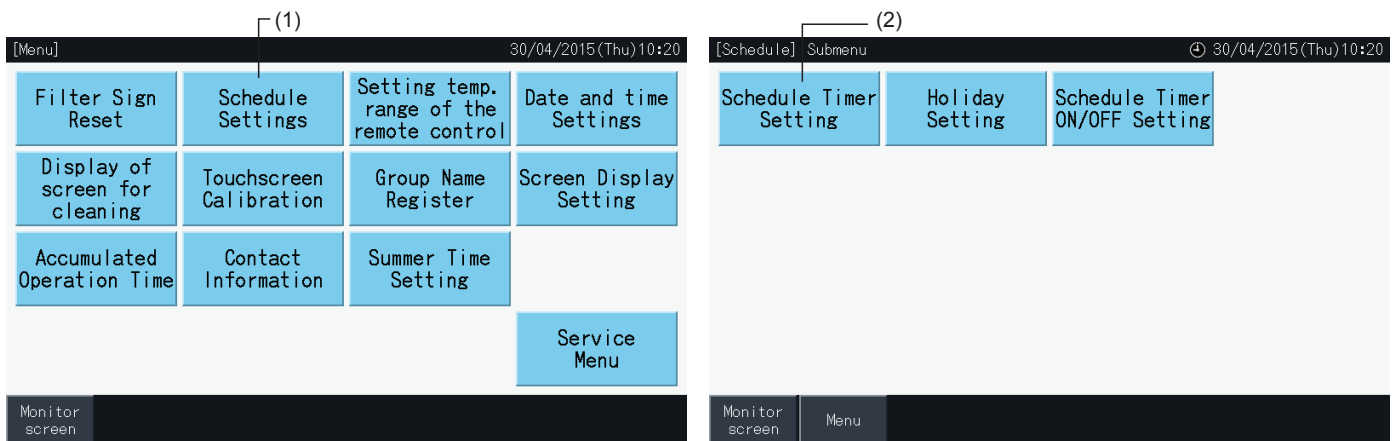 (1)
[Menu] 30/04/2015(Thu)10:20
Filter Sign
Reset
Schedule
Settings
Setting temp.
range of the
remote control
Date and time
Settings
Display of
screen for
cleaning
Touchscreen
Calibration
Group Name
Register
Screen Display
Setting
Accumulated
Operation Time
Contact
Information
Summer Time
Setting
Service
Menu
Monitor
screen
(2)
[Schedule] Submenu 30/04/2015(Thu)10:20
Schedule Timer
Setting
Holiday
Setting
Schedule Timer
ON/OFF Setting
Monitor
screen
Menu